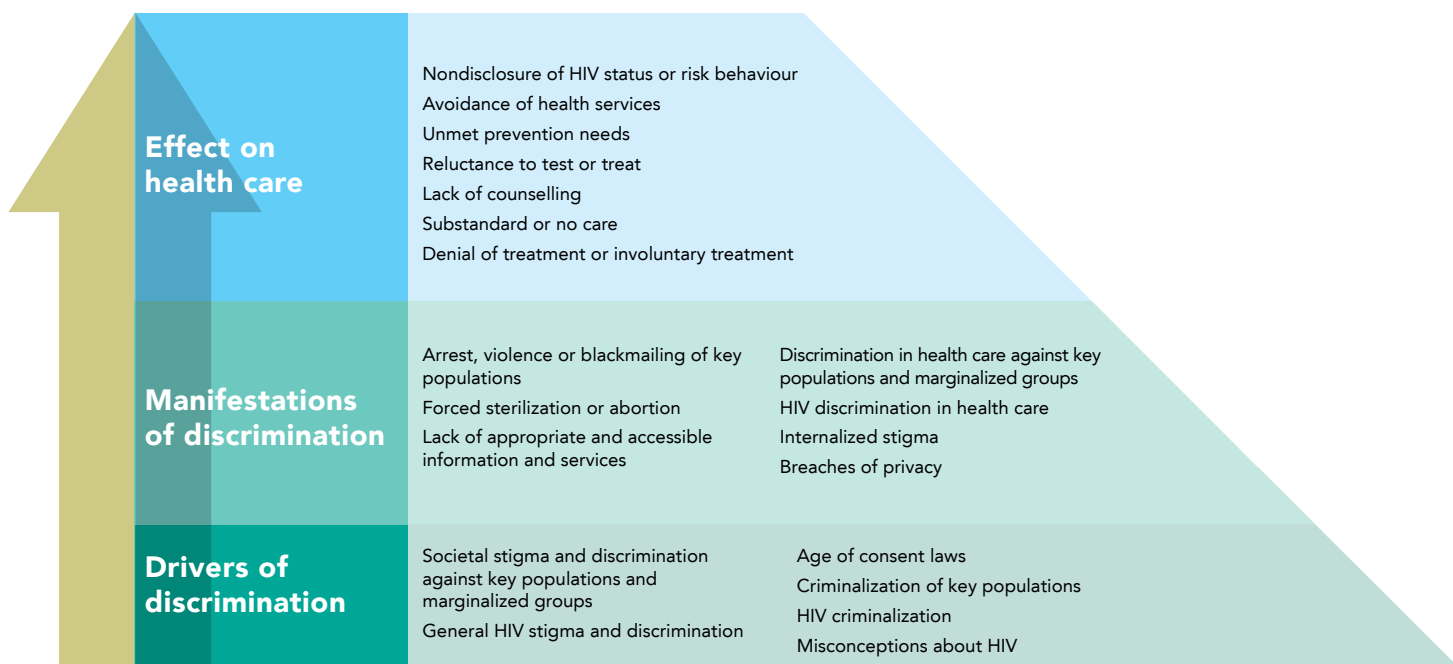 Effect on
health care
Nondisclosure of HIV status or risk behaviour
Avoidance of health services
Unmet prevention needs
Reluctance to test or treat
Lack of counselling
Substandard or no care
Denial of treatment or involuntary treatment
Manifestations
of discrimination
Arrest, violence or blackmailing of key
populations
Forced sterilization or abortion
Lack of appropriate and accessible
information and services
Discrimination in health care against key
populations and marginalized groups
HIV discrimination in health care
Internalized stigma
Breaches of privacy
Drivers of
discrimination
Societal stigma and discrimination
against key populations and
marginalized groups
General HIV stigma and discrimination
Age of consent laws
Criminalization of key populations
HIV criminalization
Misconceptions about HIV